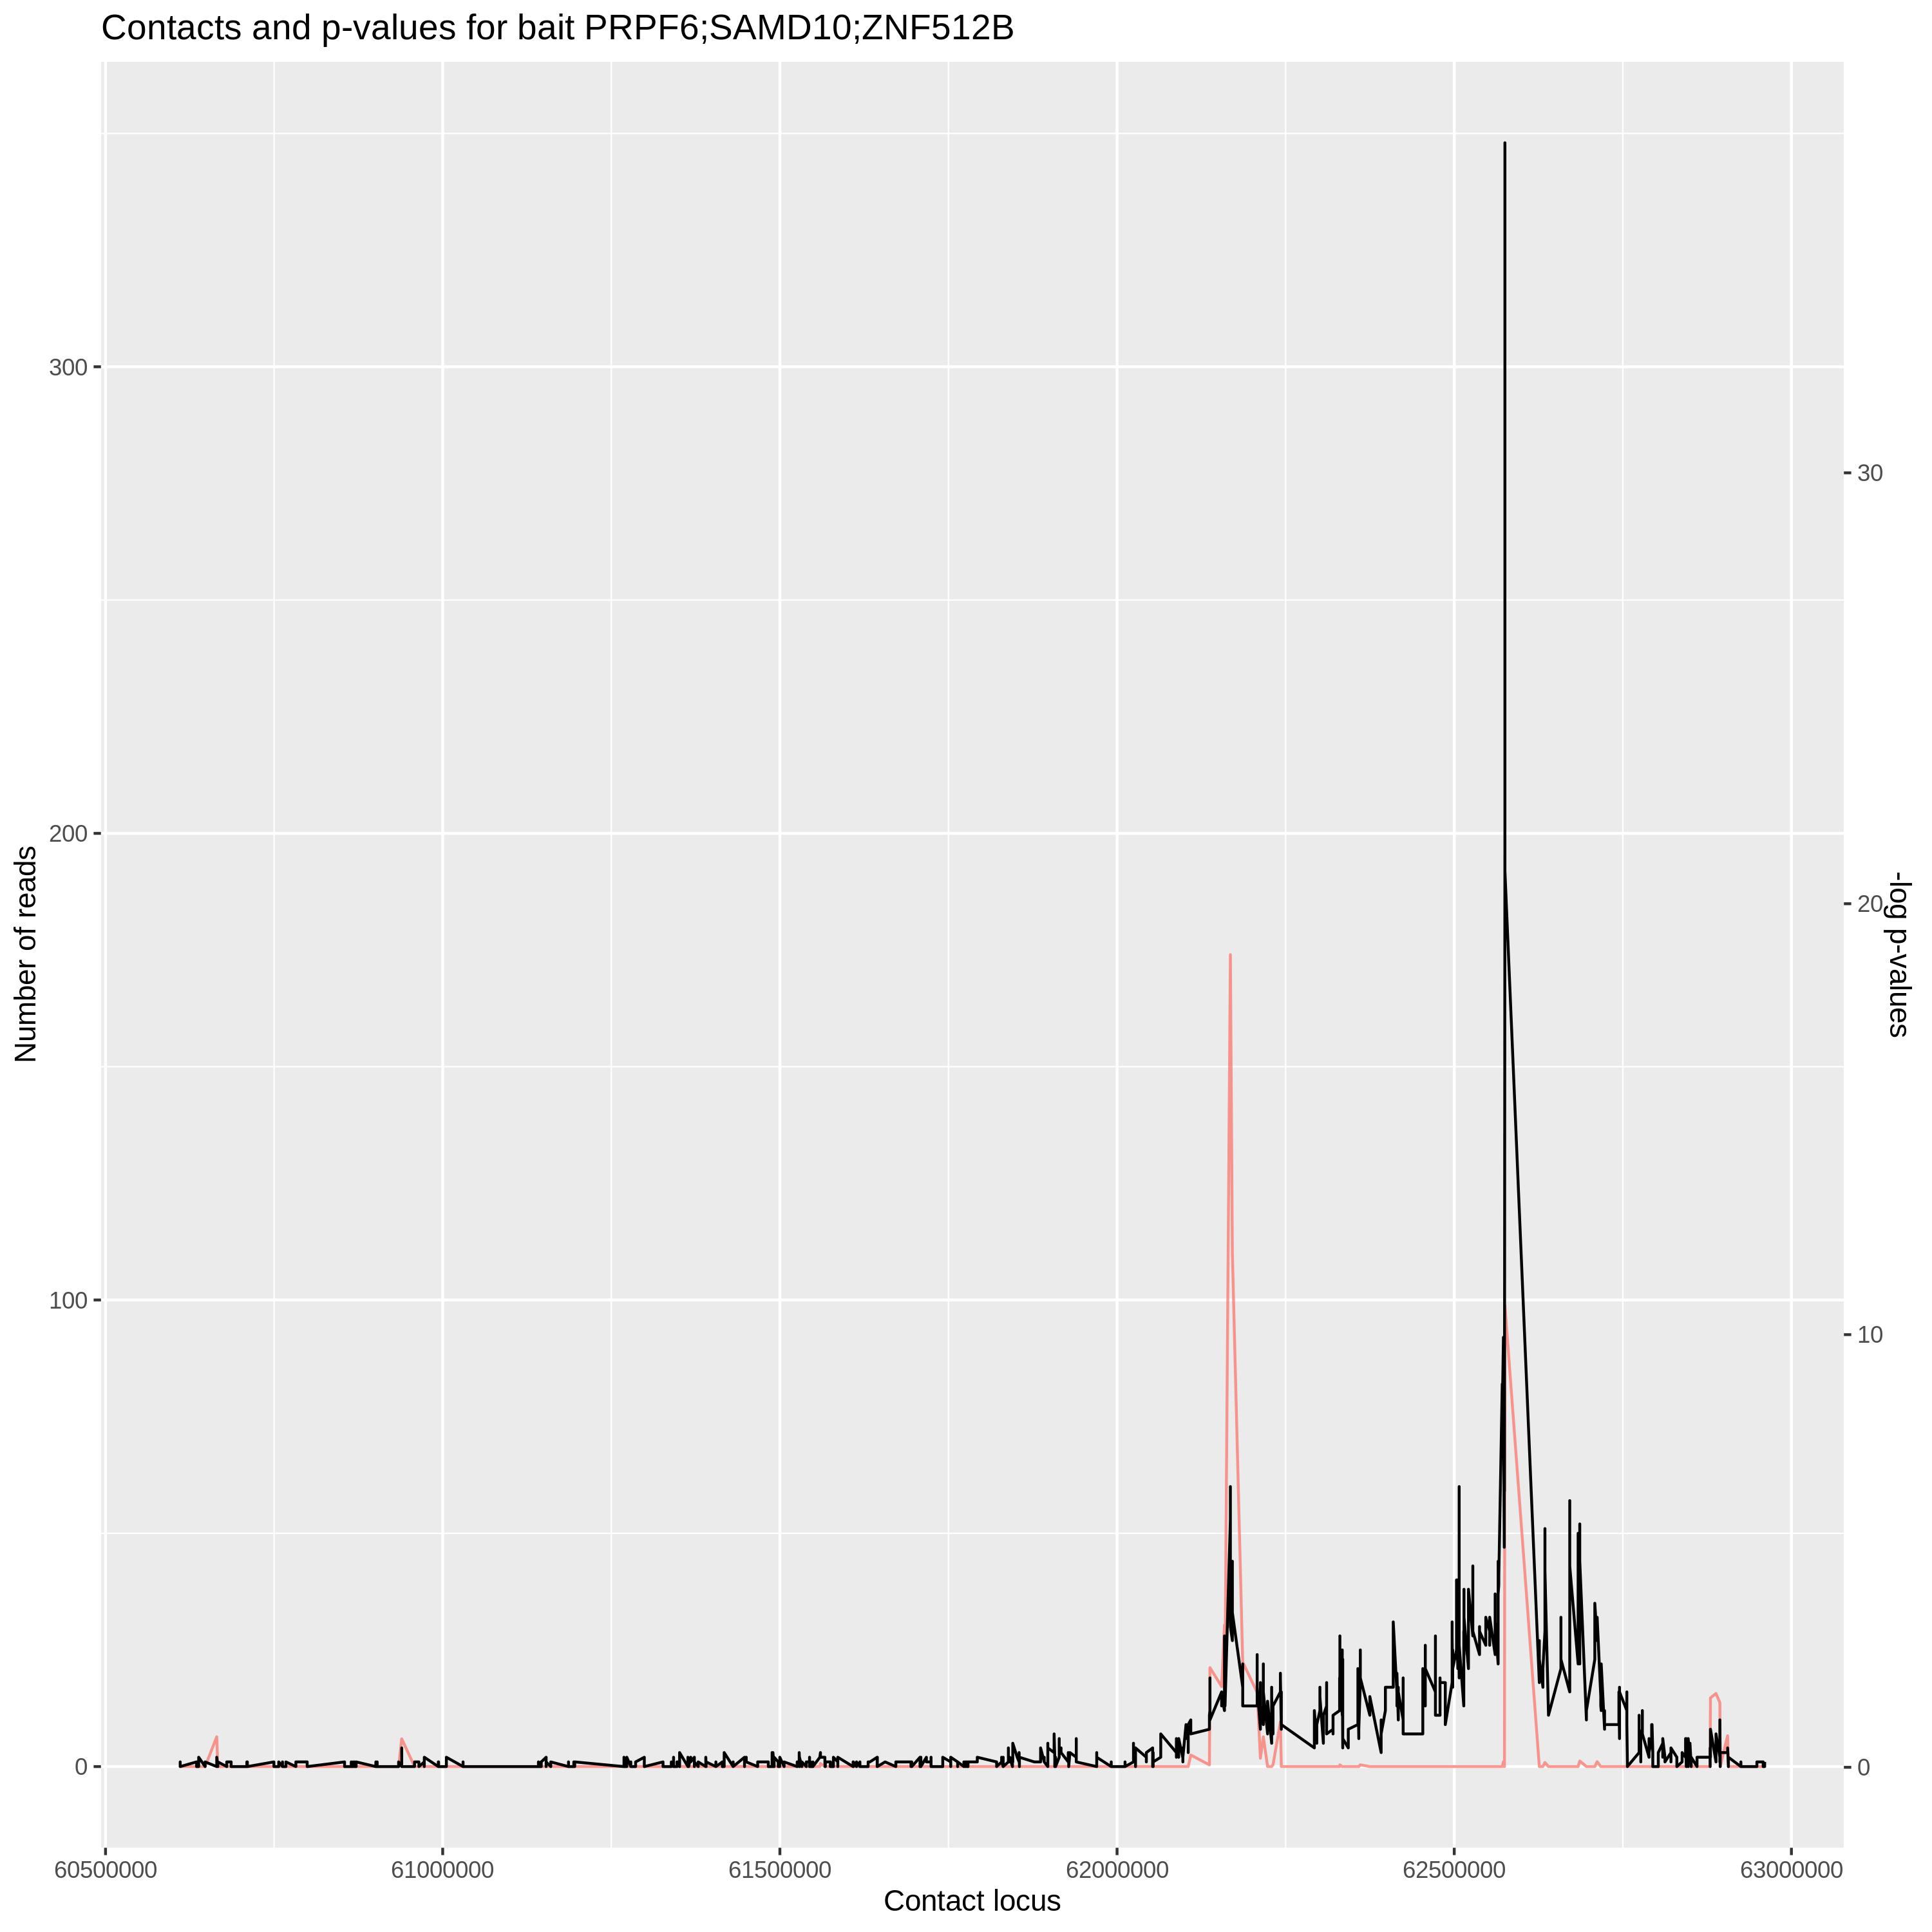 Contacts and p-values for bait PRPF6;SAMD10;ZNF512B
300
200
100
0
Number of reads
30
20
10
0
-log p-values
60500000 61000000 61500000 62000000 62500000 63000000
Contact locus